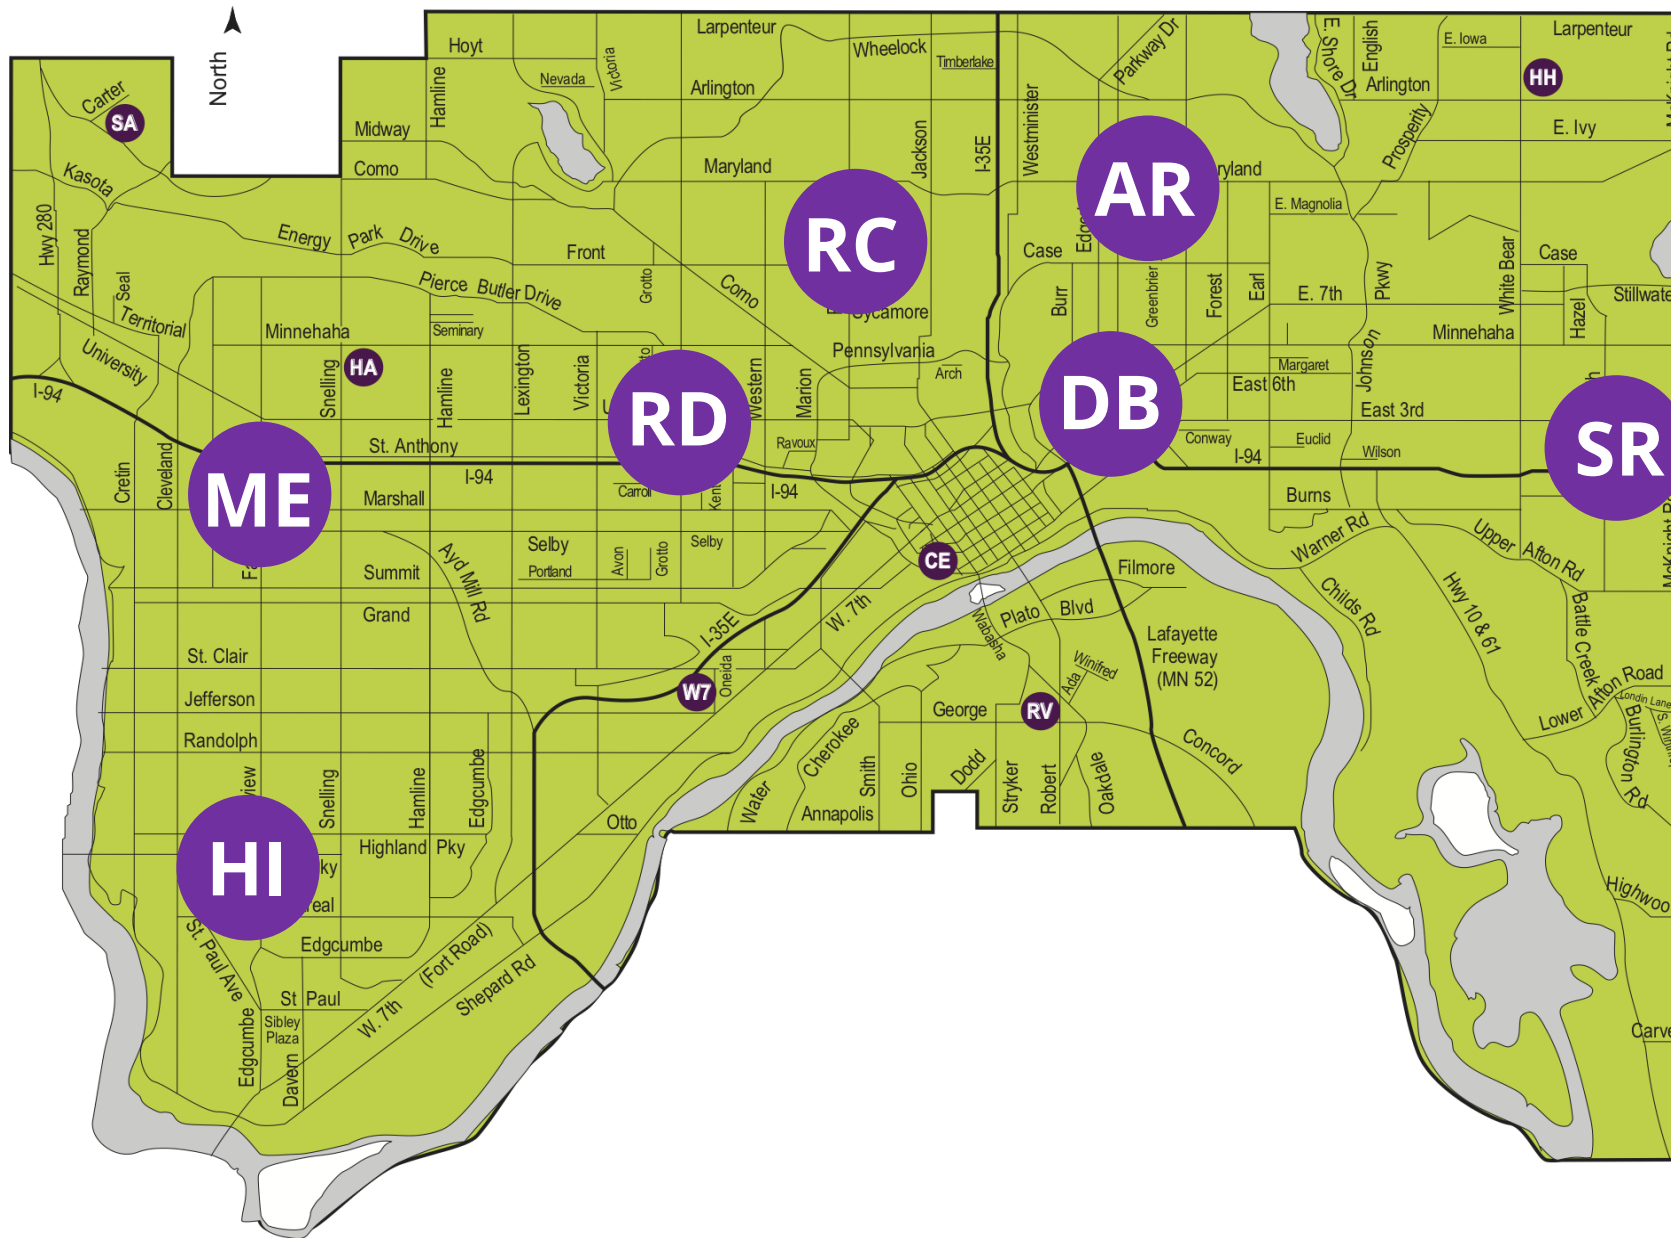 North
Hoyt
Hamline
Nevada
Victoria
Larpenteur
Wheelock
Timberlake
Arlington
Midway
Como
Maryland
Jackson
I-35E
Westminister
Parkway Dr
E. Shore Dr
English
Arlington
E. Iowa
Larpenteur
HH
E. Ivy
Prosperity
Carter
SA
Kasota
Hwy 280
Raymond
Energy Park Drive
Front
Grotto
Como
RC
AR
ryland
E. Magnolia
Case
Burr
Greenbrier
Forest
Earl
E. 7th
Pkwy
Johnson
White Bear
Case
Hazel
Stillwate
Minnehaha
Seal
Territorial
University
I-94
Pierce Butler Drive
Minnehaha
Seminary
Snelling
HA
Hamline
Lexington
Victoria
RD
Western
Marion
Sycamore
Pennsylvania
Arch
DB
Margaret
East 6th
East 3rd
SR
Cretin
Cleveland
ME
St. Anthony
I-94
Marshall
Carroll
Ravoux
I-94
Conway
I-94
Euclid
Wilson
Burns
Warner Rd
Upper Afton Rd
Selby
Portland
Avon
Grotto
Selby
Summit
Ayd Mill Rd
Grand
CE
W. 7th
I-35E
Filmore
Plato Blvd
Wabasha
Childs Rd
Hwy 10 & 61
Battle Creek
St. Clair
Jefferson
Randolph
W7
Oneida
Lafayette
Freeway
(MN 52)
Winifred
Ada
RV
George
Concord
Lower Afton Road
Londin Lane
Burlington Rd
view
Snelling
Hamline
Edgcumbe
Otto
Water
Cherokee
Annapolis
Smith
Ohio
Dodd
Stryker
Robert
Oakdale
HI
Highland Pky
ky
real
St. Paul Ave
Edgcumbe
(Fort Road)
W. 7th
Shepard Rd
St Paul
Sibley
Plaza
Edgcumbe
Davern
Highwoo
Carve